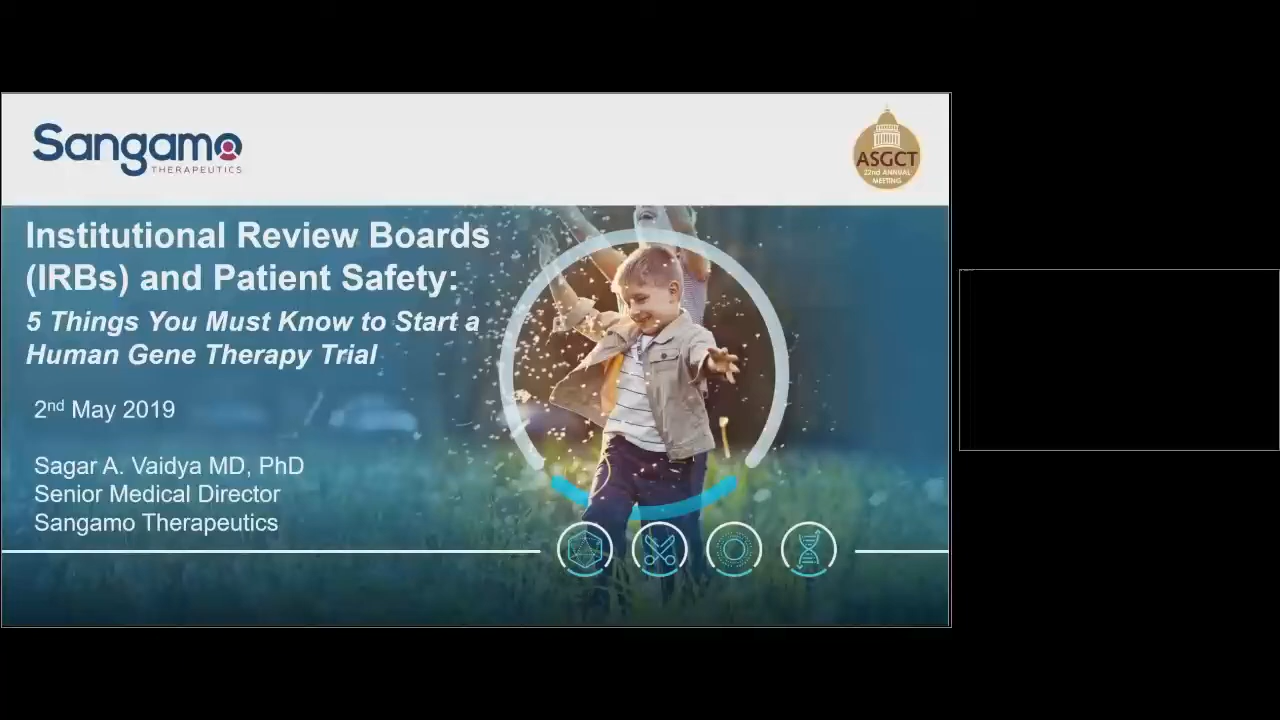 Sangamo
THERAPEUTICS
ASGCT
22nd ANNUAL
MEETING
Institutional Review Boards
(IRBs) and Patient Safety:
5 Things You Must Know to Start a
Human Gene Therapy Trial
2nd May 2019
Sagar A. Vaidya MD, PhD
Senior Medical Director
Sangamo Therapeutics